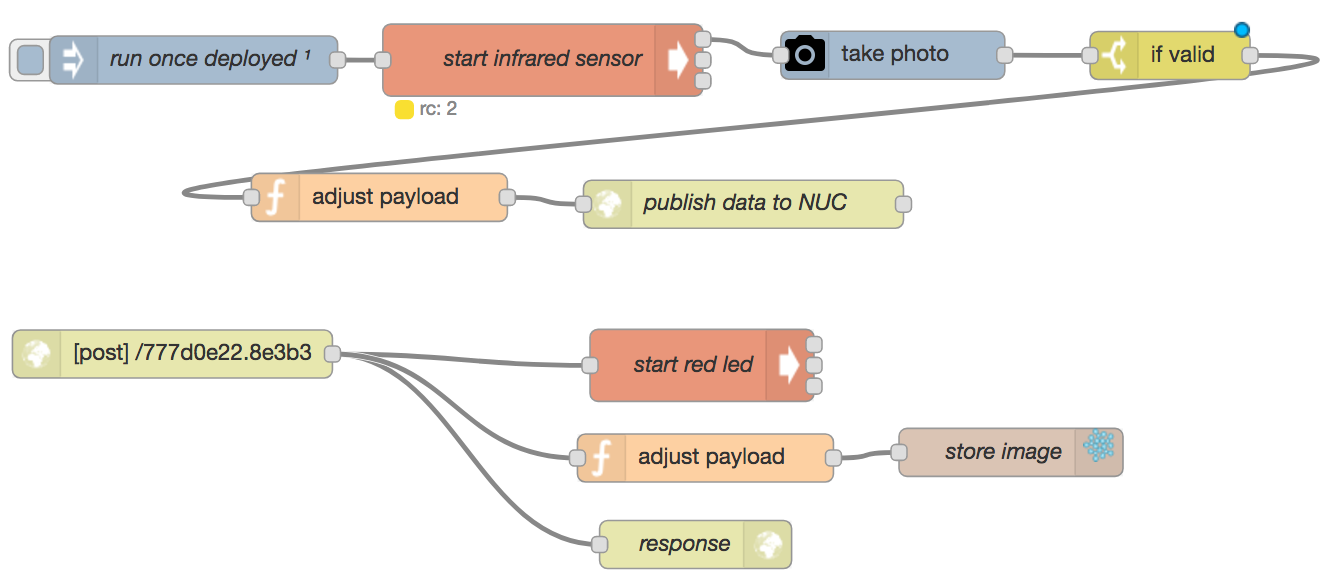 run once deployed ¹
start infrared sensor
take photo
if valid
rc: 2
adjust payload
publish data to NUC
[post] /777d0e22.8e3b3
start red led
adjust payload
store image
response